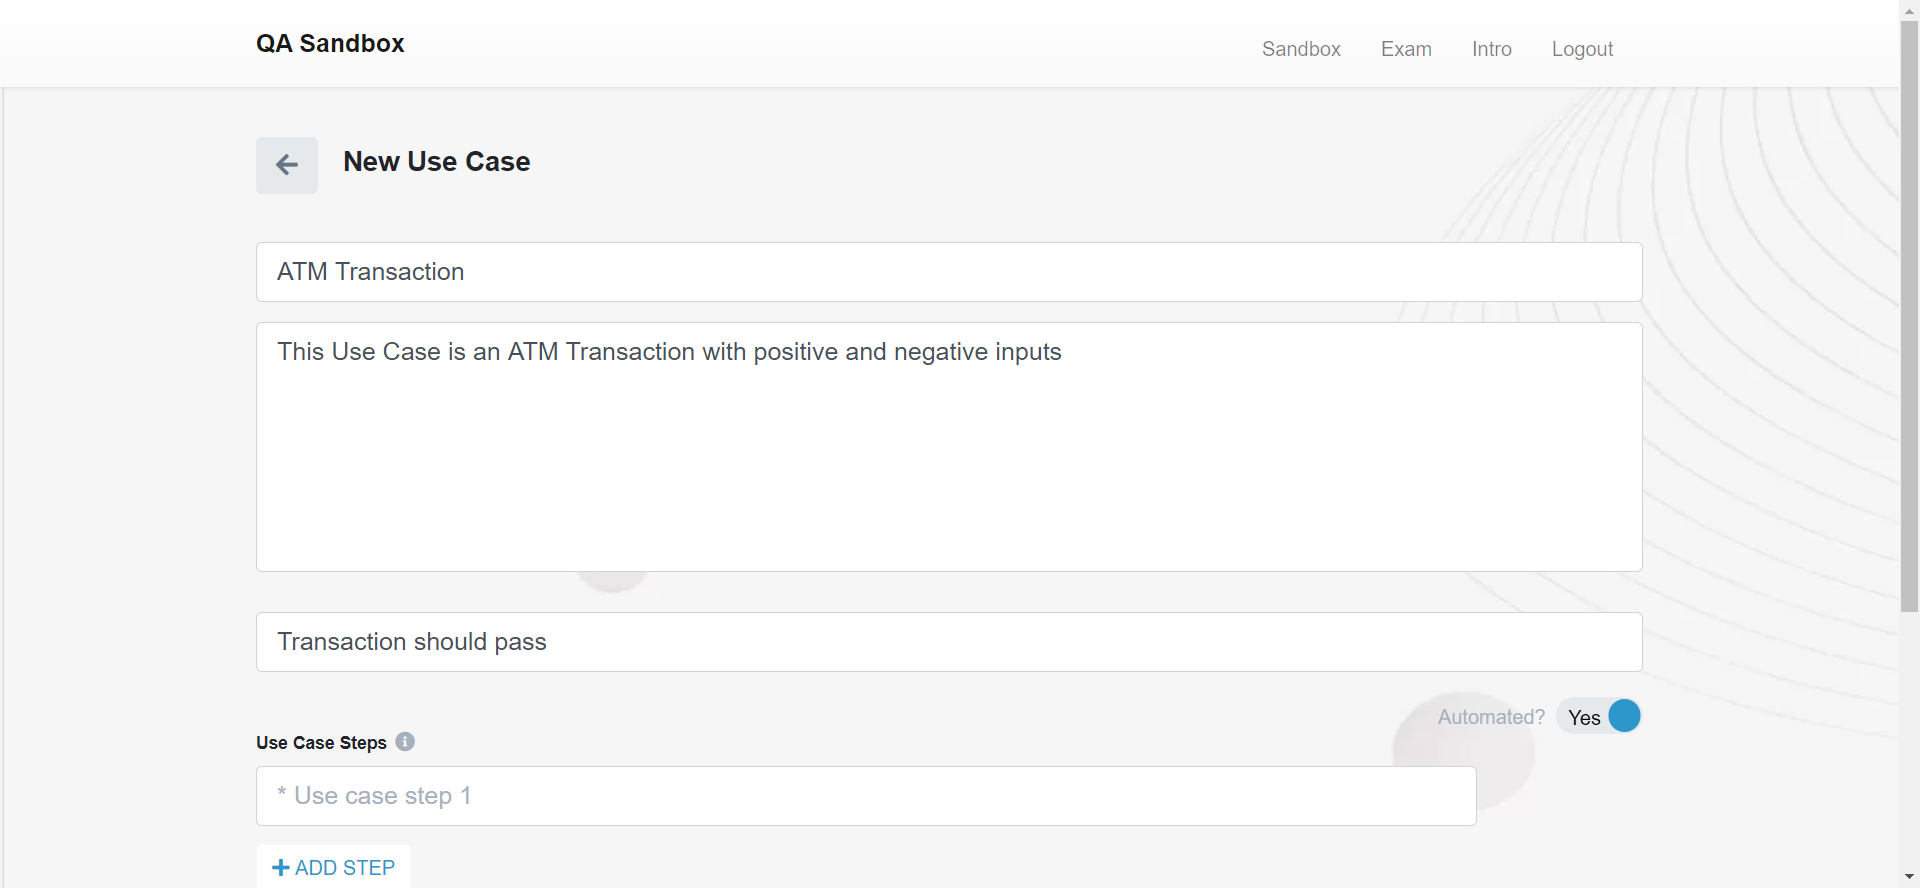 QA Sandbox
Sandbox Exam Intro Logout
New Use Case
ATM Transaction
This Use Case is an ATM Transaction with positive and negative inputs
Transaction should pass
Automated? Yes
Use Case Steps
* Use case step 1
ADD STEP